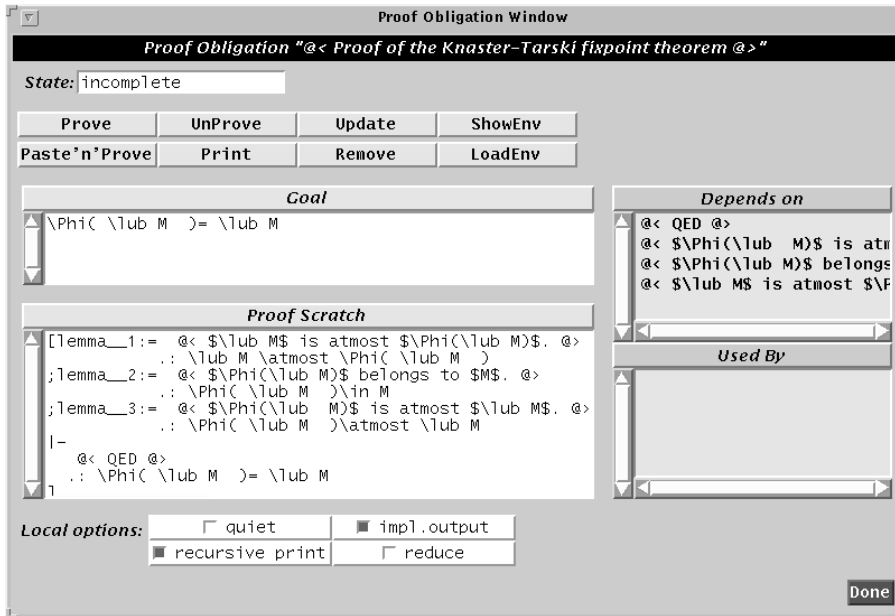 Proof Obligation Window
Proof Obligation "@< Proof of the Knaster-Tarski fixpoint theorem @>"
State: incomplete
Prove UnProve Update ShowEnv
Paste'n'Prove Print Remove LoadEnv
Goal
\Phi( \lub M )= \lub M
Proof Scratch
[lemma__1:= @< $\lub M$ is atmost $\Phi(\lub M)$. @>
.: \lub M \atmost \Phi( \lub M )
;lemma__2:= @< $\Phi(\lub M)$ belongs to $M$. @>
.: \Phi( \lub M )\in M
;lemma__3:= @< $\Phi(\lub M)$ is atmost $\lub M$. @>
.: \Phi( \lub M )\atmost \lub M
|-
@< QED @>
.: \Phi( \lub M )= \lub M
]
Depends on
@< QED @>
@< $\Phi(\lub M)$ is atm
@< $\Phi(\lub M)$ belongs
@< $\lub M$ is atmost $\P
Used By
Local options: quiet impl.output
recursive print reduce
Done